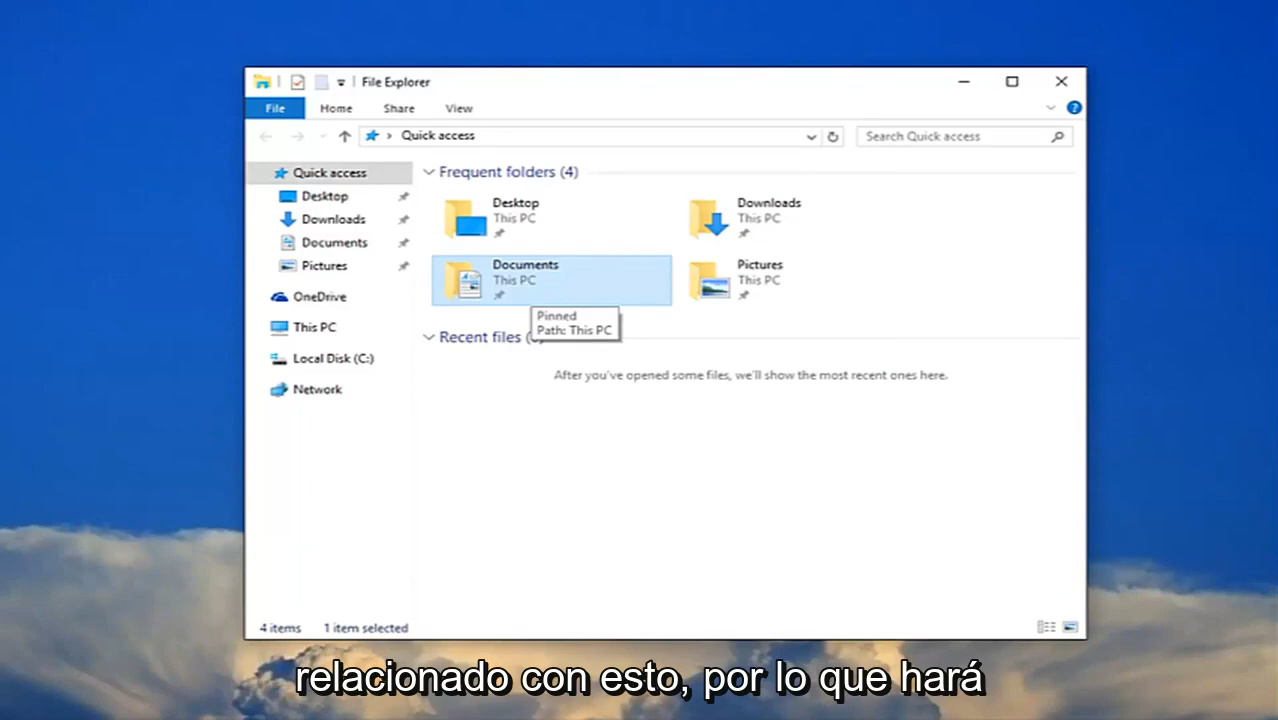 File Explorer
File Home Share View
Quick access
Search Quick access
Quick access
Desktop
Downloads
Documents
Pictures
OneDrive
This PC
Local Disk (C:)
Network
Frequent folders (4)
Desktop
This PC
Downloads
This PC
Documents
This PC
Pictures
This PC
Pinned
Path: This PC
Recent files
After you've opened some files, we'll show the most recent ones here.
4 items 1 item selected
relacionado con esto, por lo que hará